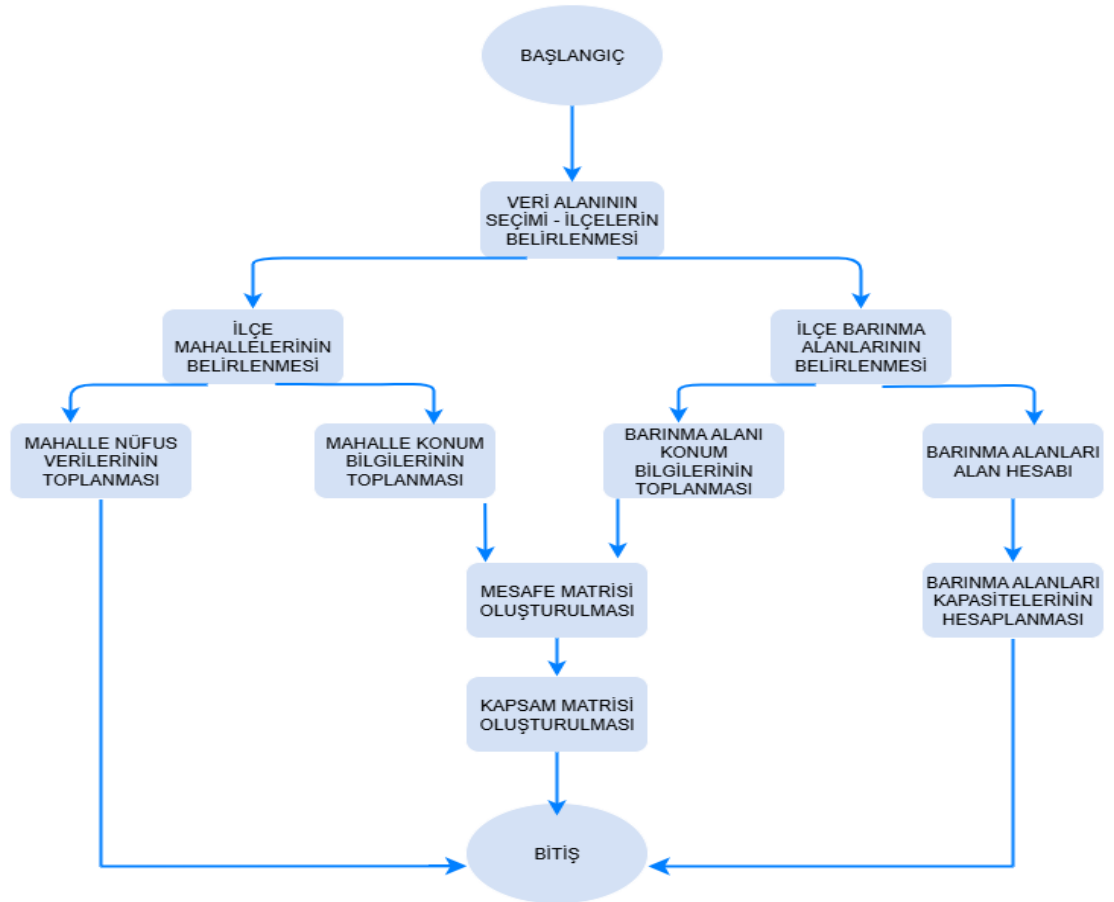 BAŞLANGIÇ
VERİ ALANININ
SEÇİMİ - İLÇELERİN
BELİRLENMESİ
İLÇE
MAHALLELERİNİN
BELİRLENMESİ
İLÇE BARINMA
ALANLARININ
BELİRLENMESİ
MAHALLE NÜFUS
VERİLERİNİN
TOPLANMASI
MAHALLE KONUM
BİLGİLERİNİN
TOPLANMASI
BARINMA ALANI
KONUM
BİLGİLERİNİN
TOPLANMASI
BARINMA ALANLARI
ALAN HESABI
MESAFE MATRİSİ
OLUŞTURULMASI
BARINMA ALANLARI
KAPASİTELERİNİN
HESAPLANMASI
KAPSAM MATRİSİ
OLUŞTURULMASI
BİTİŞ